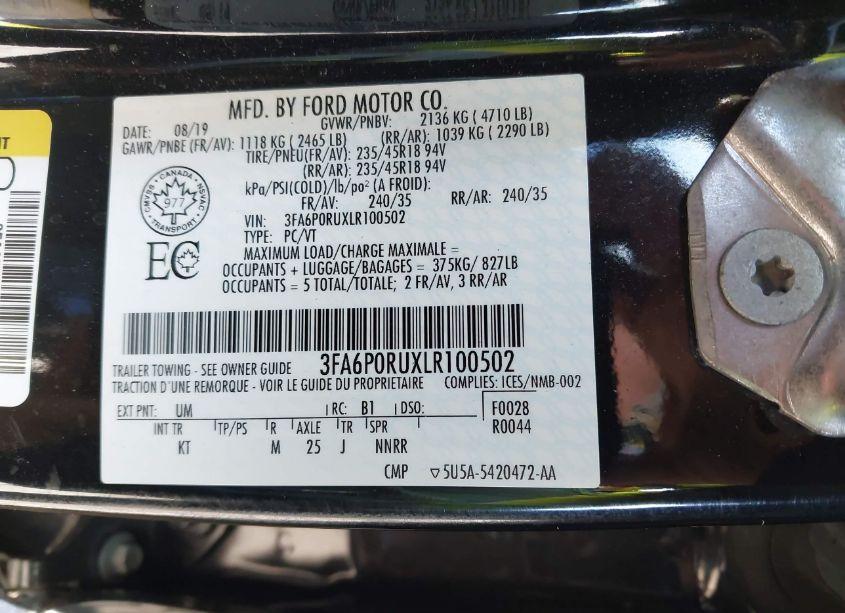 MFD. BY FORD MOTOR CO.
DATE: 08/19 GVWR/PNBV: 2136 KG ( 4710 LB)
GAWR/PNBE (FR/AV): 1118 KG ( 2465 LB) (RR/AR): 1039 KG ( 2290 LB)
TIRE/PNEU(FR/AV): 235/45R18 94V
(RR/AR): 235/45R18 94V
kPa/PSI(COLD)/lb/po² (A FROID):
FR/AV: 240/35 RR/AR: 240/35
VIN: 3FA6P0RUXLR100502
TYPE: PC/VT
MAXIMUM LOAD/CHARGE MAXIMALE =
OCCUPANTS + LUGGAGE/BAGAGES = 375KG/ 827LB
OCCUPANTS = 5 TOTAL/TOTALE; 2 FR/AV, 3 RR/AR
CANADA
NSVAC
977
TRANSPORT
EC
3FA6P0RUXLR100502
TRAILER TOWING - SEE OWNER GUIDE
TRACTION D'UNE REMORQUE - VOIR LE GUIDE DU PROPRIETAIRE COMPLIES: ICES/NMB-002
EXT PNT: UM RC: B1 DSO: F0028
INT TR TP/PS R AXLE TR SPR R0044
KT M 25 J NNRR
CMP ▽5U5A-5420472-AA